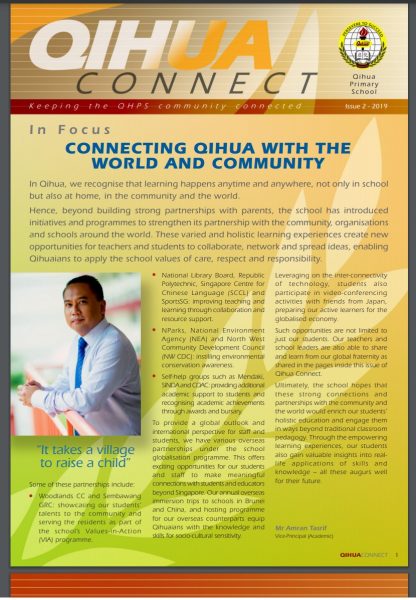 QIHUA
CONNECT
Keeping the QHPS community connected
Qihua
Primary
School
Issue 2 - 2019
In Focus
CONNECTING QIHUA WITH THE
WORLD AND COMMUNITY
In Qihua, we recognise that learning happens anytime and anywhere, not only in school
but also at home, in the community and the world.
Hence, beyond building strong partnerships with parents, the school has introduced
initiatives and programmes to strengthen its partnership with the community, organisations
and schools around the world. These varied and holistic learning experiences create new
opportunities for teachers and students to collaborate, network and spread ideas, enabling
Qihuaians to apply the school values of care, respect and responsibility.
"It takes a village
to raise a child"
Some of these partnerships include:
• Woodlands CC and Sembawang
GRC: showcasing our students'
talents to the community and
serving the residents as part of
the school's Values-in-Action
(VIA) programme.
• National Library Board, Republic
Polytechnic, Singapore Centre for
Chinese Language (SCCL) and
SportsSG: improving teaching and
learning through collaboration and
resource support.
• NParks, National Environment
Agency (NEA) and North West
Community Development Council
(NW CDC): instilling environmental
conservation awareness.
• Self-help groups such as Mendaki,
SINDA and CDAC: providing additional
academic support to students and
recognising academic achievements
through awards and bursary.
To provide a global outlook and
international perspective for staff and
students, we have various overseas
partnerships under the school
globalisation programme. This offers
exciting opportunities for our students
and staff to make meaningful
connections with students and educators
beyond Singapore. Our annual overseas
immersion trips to schools in Brunei
and China, and hosting programme
for our overseas counterparts equip
Qihuaians with the knowledge and
skills for socio-cultural sensitivity.
Leveraging on the inter-connectivity
of technology, students also
participate in video-conferencing
activities with friends from Japan,
preparing our active learners for the
globalised economy.
Such opportunities are not limited to
just our students. Our teachers and
school leaders are also able to share
and learn from our global fraternity as
shared in the pages inside this issue of
Qihua Connect.
Ultimately, the school hopes that
these strong connections and
partnerships with the community and
the world would enrich our students'
holistic education and engage them
in ways beyond traditional classroom
pedagogy. Through the empowering
learning experiences, our students
also gain valuable insights into real-
life applications of skills and
knowledge – all these augurs well
for their future.
Mr Amran Tasrif
Vice-Principal (Academic)
QIHUACONNECT 1